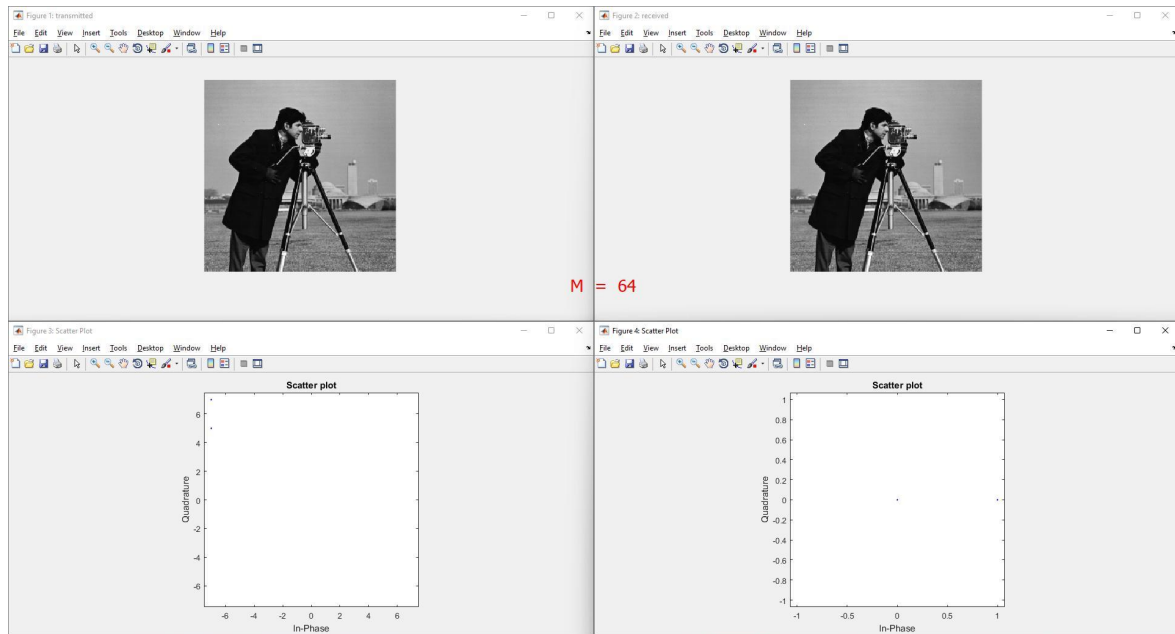 Figure 1: transmitted
File Edit View Insert Tools Desktop Window Help
Figure 2: received
File Edit View Insert Tools Desktop Window Help
M = 64
Figure 3: Scatter Plot
File Edit View Insert Tools Desktop Window Help
Scatter plot
6
4
2
0
-2
-4
-6
Quadrature
-6 -4 -2 0 2 4 6
In-Phase
Figure 4: Scatter Plot
File Edit View Insert Tools Desktop Window Help
Scatter plot
1
0.8
0.6
0.4
0.2
0
-0.2
-0.4
-0.6
-0.8
-1
Quadrature
-1 -0.5 0 0.5 1
In-Phase